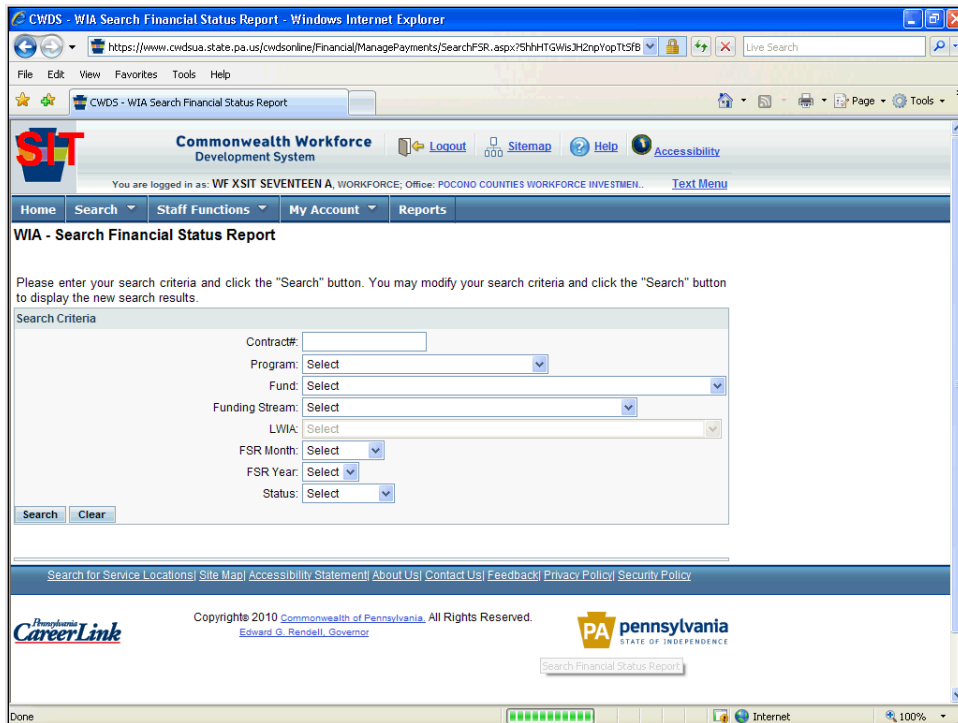 CWDS - WIA Search Financial Status Report - Windows Internet Explorer
https://www.cwdsua.state.pa.us/cwdsonline/Financial/ManagePayments/SearchFSR.aspx?5hhHTGWisJH2npYopTtSfB
Live Search
File Edit View Favorites Tools Help
CWDS - WIA Search Financial Status Report
Page Tools
SIT
Commonwealth Workforce
Development System
Logout Sitemap Help Accessibility
You are logged in as: WF XSIT SEVENTEEN A, WORKFORCE; Office: POCONO COUNTIES WORKFORCE INVESTMEN.. Text Menu
Home Search Staff Functions My Account Reports
WIA - Search Financial Status Report
Please enter your search criteria and click the "Search" button. You may modify your search criteria and click the "Search" button
to display the new search results.
Search Criteria
Contract#:
Program: Select
Fund: Select
Funding Stream: Select
LWIA: Select
FSR Month: Select
FSR Year: Select
Status: Select
Search Clear
Search for Service Locations| Site Map| Accessibility Statement| About Us| Contact Us| Feedback| Privacy Policy| Security Policy
Pennsylvania
CareerLink
Copyright© 2010 Commonwealth of Pennsylvania. All Rights Reserved.
Edward G. Rendell, Governor
PA pennsylvania
STATE OF INDEPENDENCE
Search Financial Status Report
Done Internet 100%